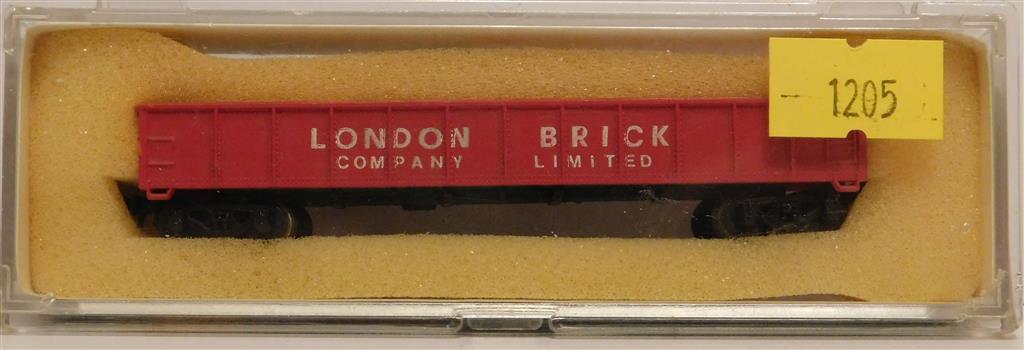 LONDON BRICK
COMPANY LIMITED
1205